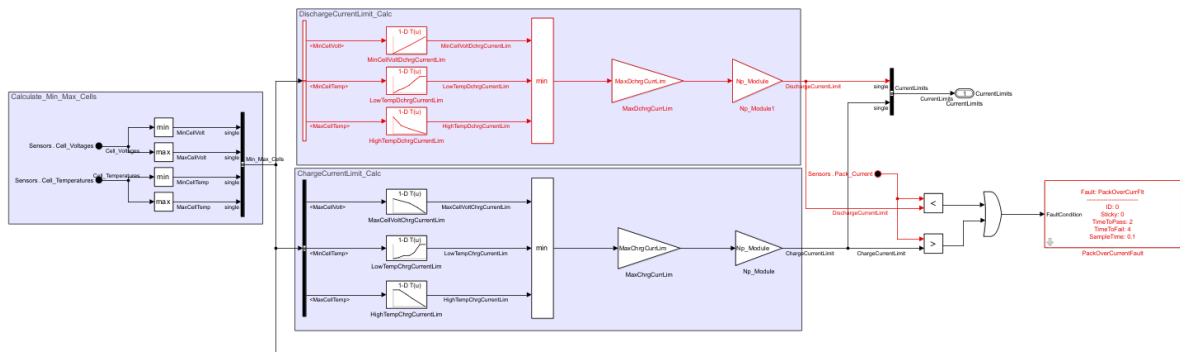 DischargeCurrentLimit_Calc
1-D T(u)
<MinCellVolt>
MinCellVoltDchrgCurrentLim
MinCellVoltDchrgCurrentLim
1-D T(u)
<MinCellTemp>
LowTempDchrgCurrentLim
LowTempDchrgCurrentLim
1-D T(u)
<MaxCellTemp>
HighTempDchrgCurrentLim
HighTempDchrgCurrentLim
min
MaxDchrgCurrLim
MaxDchrgCurrLim
Np_Module
Np_Module1
DischargeCurrentLimit
single
single
CurrentLimits
CurrentLimits
1
CurrentLimits
CurrentLimits
Calculate_Min_Max_Cells
Sensors . Cell_Voltages
Cell_Voltages
min
MinCellVolt
single
max
MaxCellVolt
single
Sensors . Cell_Temperatures
Cell_Temperatures
min
MinCellTemp
single
max
MaxCellTemp
single
Min_Max_Cells
ChargeCurrentLimit_Calc
1-D T(u)
<MaxCellVolt>
MaxCellVoltChrgCurrentLim
MaxCellVoltChrgCurrentLim
1-D T(u)
<MinCellTemp>
LowTempChrgCurrentLim
LowTempChrgCurrentLim
1-D T(u)
<MaxCellTemp>
HighTempChrgCurrentLim
HighTempChrgCurrentLim
min
MaxChrgCurrLim
MaxChrgCurrLim
Np_Module
Np_Module
ChargeCurrentLimit
Sensors . Pack_Current
DischargeCurrentLimit
<
ChargeCurrentLimit
>
FaultCondition
Fault: PackOverCurrFlt
------------------------
ID: 0
Sticky: 0
TimeToPass: 2
TimeToFail: 4
SampleTime: 0.1
PackOverCurrentFault